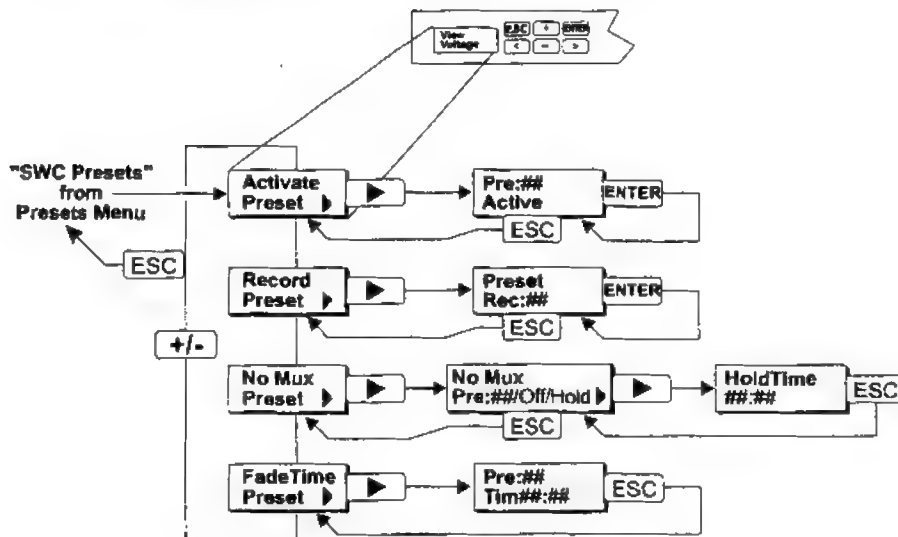 View
Voltage
ESC
+
ENTER
<
-
>
"SWC Presets"
from
Presets Menu
ESC
+/-
Activate
Preset
Pre:##
Active
ENTER
ESC
Record
Preset
Preset
Rec:##
ENTER
ESC
No Mux
Preset
No Mux
Pre:##/Off/Hold
HoldTime
##:##
ESC
ESC
FadeTime
Preset
Pre:##
Tim##:##
ESC